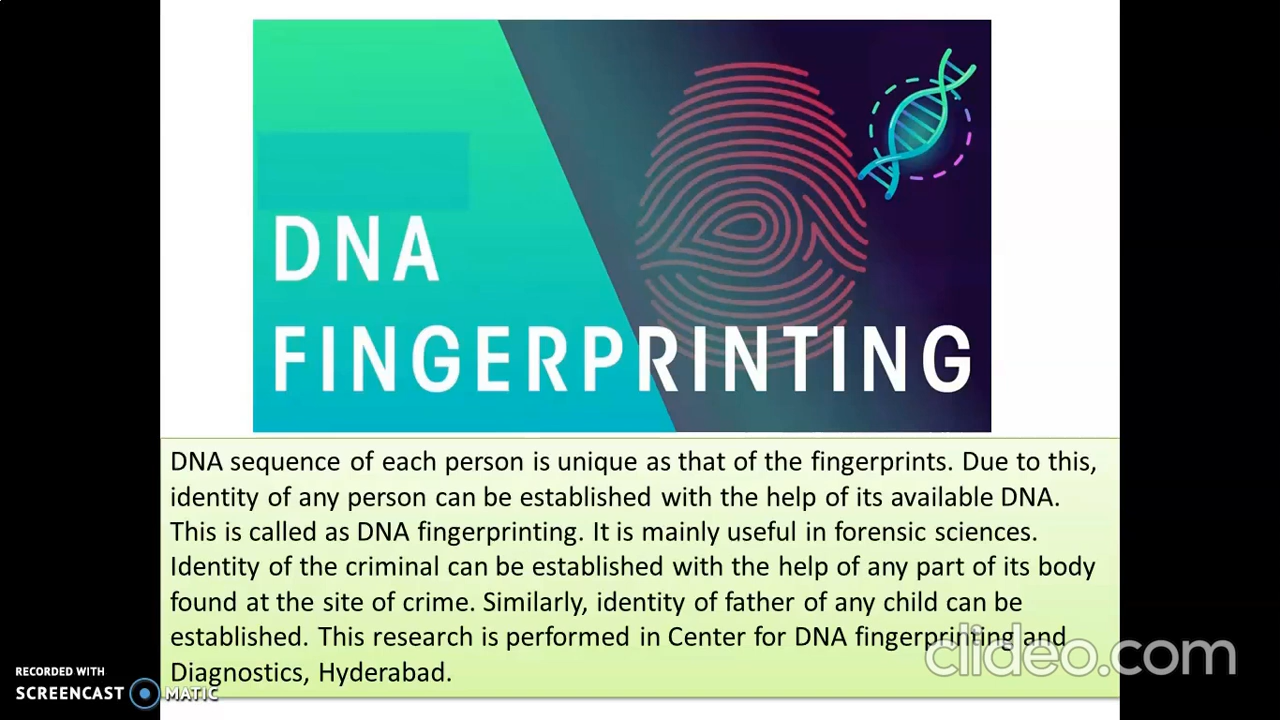 DNA
FINGERPRINTING
DNA sequence of each person is unique as that of the fingerprints. Due to this,
identity of any person can be established with the help of its available DNA.
This is called as DNA fingerprinting. It is mainly useful in forensic sciences.
Identity of the criminal can be established with the help of any part of its body
found at the site of crime. Similarly, identity of father of any child can be
established. This research is performed in Center for DNA fingerprinting and
Diagnostics, Hyderabad.
clideo.com
RECORDED WITH
SCREENCAST MATIC